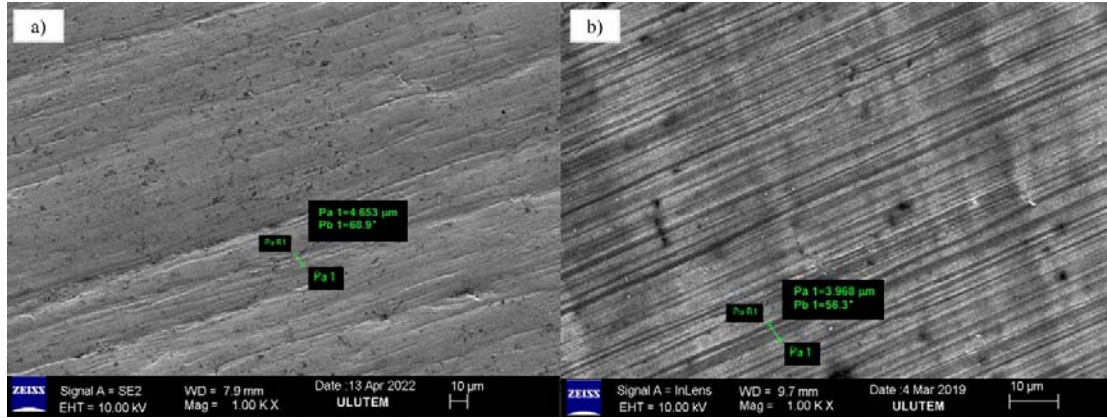 a)
Pa 1=4.653 µm
Pb 1=68.9°
Pa R1
Pa 1
ZEISS
Signal A = SE2
EHT = 10.00 kV
WD = 7.9 mm
Mag = 1.00 K X
Date :13 Apr 2022
ULUTEM
10 µm
b)
Pa 1=3.968 µm
Pb 1=56.3°
Pa R1
Pa 1
ZEISS
Signal A = InLens
EHT = 10.00 kV
WD = 9.7 mm
Mag = 1.00 K X
Date :4 Mar 2019
ULUTEM
10 µm